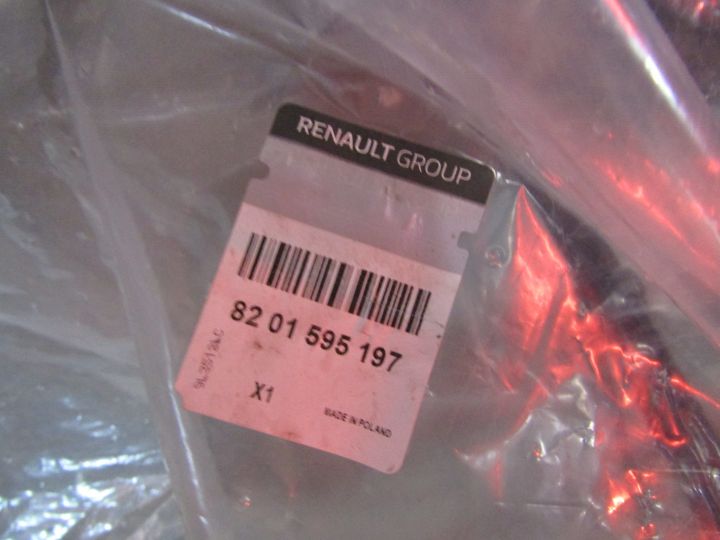 RENAULT GROUP
82 01 595 197
X1
MADE IN POLAND